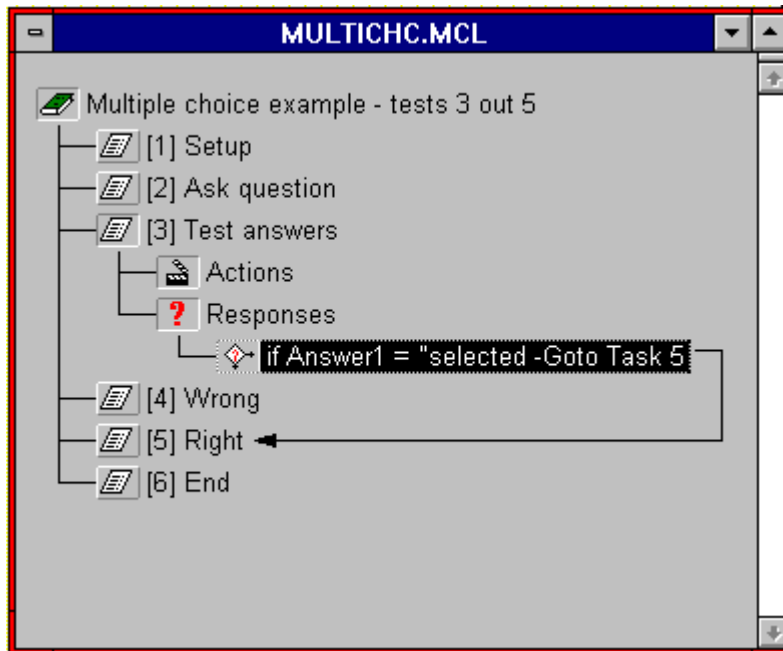 MULTICHC.MCL
Multiple choice example - tests 3 out 5
[1] Setup
[2] Ask question
[3] Test answers
Actions
? Responses
if Answer1 = "selected -Goto Task 5
[4] Wrong
[5] Right
[6] End